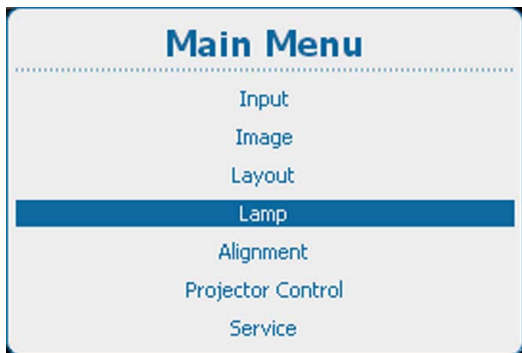 Main Menu
Input
Image
Layout
Lamp
Alignment
Projector Control
Service